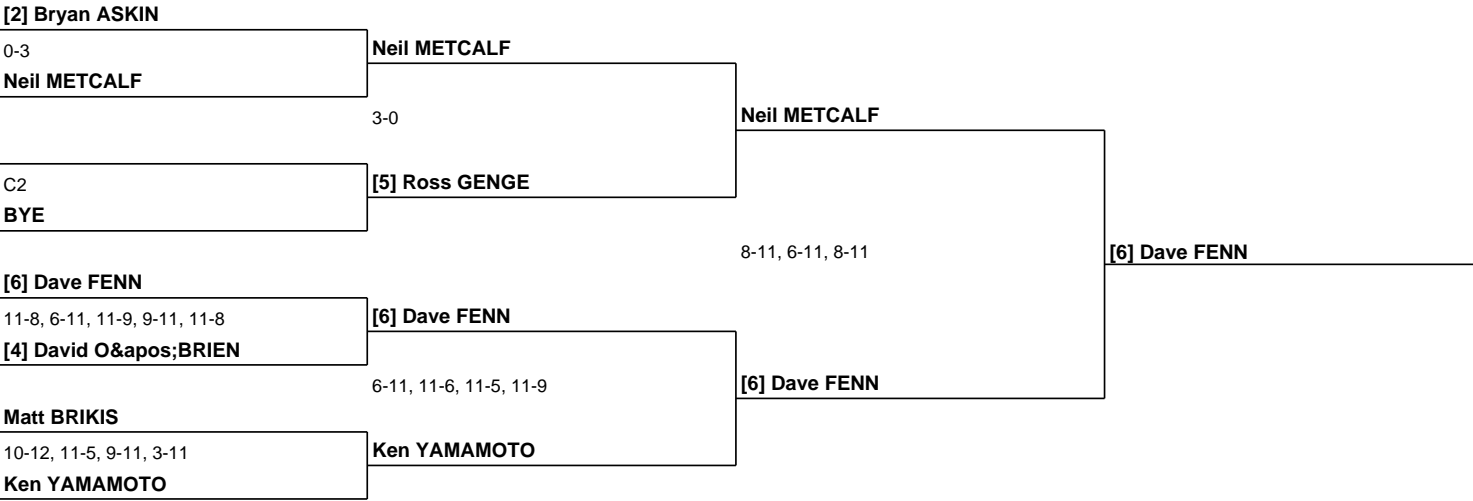 [2] Bryan ASKIN
0-3
Neil METCALF
Neil METCALF
3-0
Neil METCALF
C2
[5] Ross GENGE
BYE
8-11, 6-11, 8-11
[6] Dave FENN
[6] Dave FENN
11-8, 6-11, 11-9, 9-11, 11-8
[6] Dave FENN
[4] David O&apos;BRIEN
6-11, 11-6, 11-5, 11-9
[6] Dave FENN
Matt BRIKIS
10-12, 11-5, 9-11, 3-11
Ken YAMAMOTO
Ken YAMAMOTO